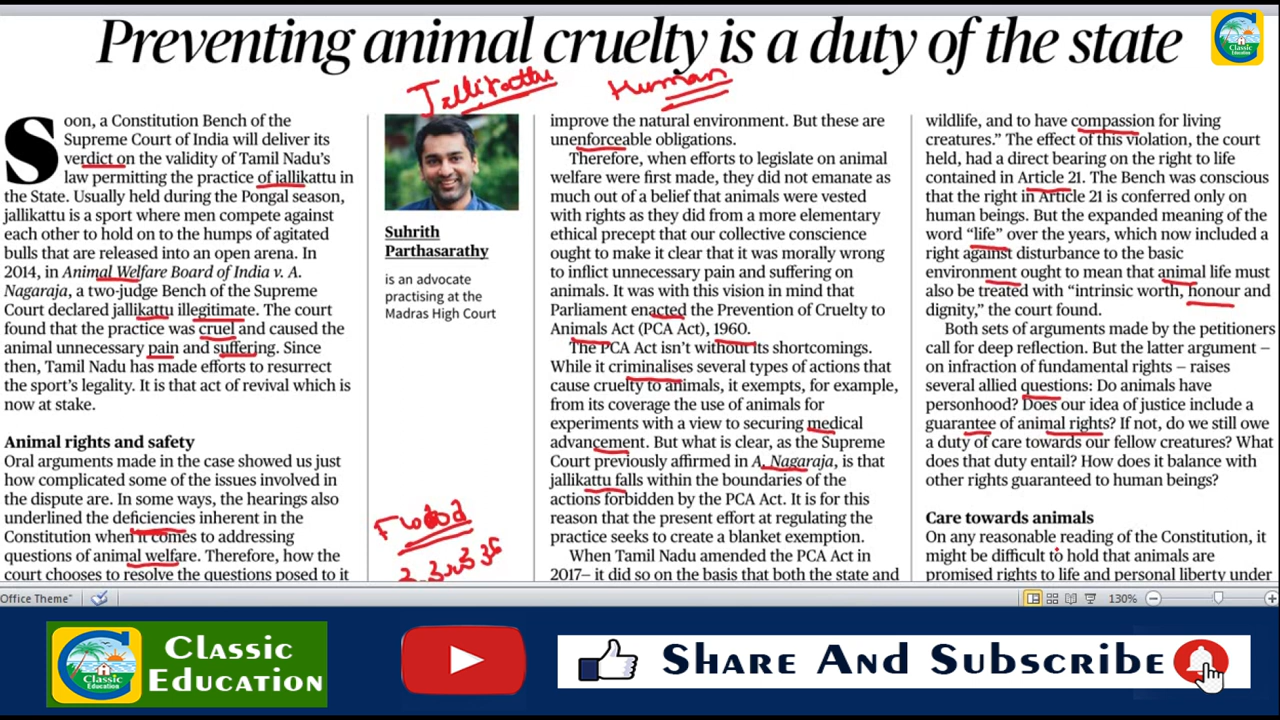 Preventing animal cruelty is a duty of the state
Classic
Education
Jallikattu
Human
Soon, a Constitution Bench of the
Supreme Court of India will deliver its
verdict on the validity of Tamil Nadu's
law permitting the practice of jallikattu in
the State. Usually held during the Pongal season,
jallikattu is a sport where men compete against
each other to hold on to the humps of agitated
bulls that are released into an open arena. In
2014, in Animal Welfare Board of India v. A.
Nagaraja, a two-judge Bench of the Supreme
Court declared jallikattu illegitimate. The court
found that the practice was cruel and caused the
animal unnecessary pain and suffering. Since
then, Tamil Nadu has made efforts to resurrect
the sport's legality. It is that act of revival which is
now at stake.
Animal rights and safety
Oral arguments made in the case showed us just
how complicated some of the issues involved in
the dispute are. In some ways, the hearings also
underlined the deficiencies inherent in the
Constitution when it comes to addressing
questions of animal welfare. Therefore, how the
court chooses to resolve the questions posed to it
Suhrith
Parthasarathy
is an advocate
practising at the
Madras High Court
improve the natural environment. But these are
unenforceable obligations.
Therefore, when efforts to legislate on animal
welfare were first made, they did not emanate as
much out of a belief that animals were vested
with rights as they did from a more elementary
ethical precept that our collective conscience
ought to make it clear that it was morally wrong
to inflict unnecessary pain and suffering on
animals. It was with this vision in mind that
Parliament enacted the Prevention of Cruelty to
Animals Act (PCA Act), 1960.
The PCA Act isn't without its shortcomings.
While it criminalises several types of actions that
cause cruelty to animals, it exempts, for example,
from its coverage the use of animals for
experiments with a view to securing medical
advancement. But what is clear, as the Supreme
Court previously affirmed in A. Nagaraja, is that
jallikattu falls within the boundaries of the
actions forbidden by the PCA Act. It is for this
reason that the present effort at regulating the
practice seeks to create a blanket exemption.
When Tamil Nadu amended the PCA Act in
2017– it did so on the basis that both the state and
wildlife, and to have compassion for living
creatures." The effect of this violation, the court
held, had a direct bearing on the right to life
contained in Article 21. The Bench was conscious
that the right in Article 21 is conferred only on
human beings. But the expanded meaning of the
word "life" over the years, which now included a
right against disturbance to the basic
environment ought to mean that animal life must
also be treated with "intrinsic worth, honour and
dignity," the court found.
Both sets of arguments made by the petitioners
call for deep reflection. But the latter argument —
on infraction of fundamental rights — raises
several allied questions: Do animals have
personhood? Does our idea of justice include a
guarantee of animal rights? If not, do we still owe
a duty of care towards our fellow creatures? What
does that duty entail? How does it balance with
other rights guaranteed to human beings?
Care towards animals
On any reasonable reading of the Constitution, it
might be difficult to hold that animals are
promised rights to life and personal liberty under
Office Theme"
130%
Classic
Education
Classic
Education
Share And Subscribe